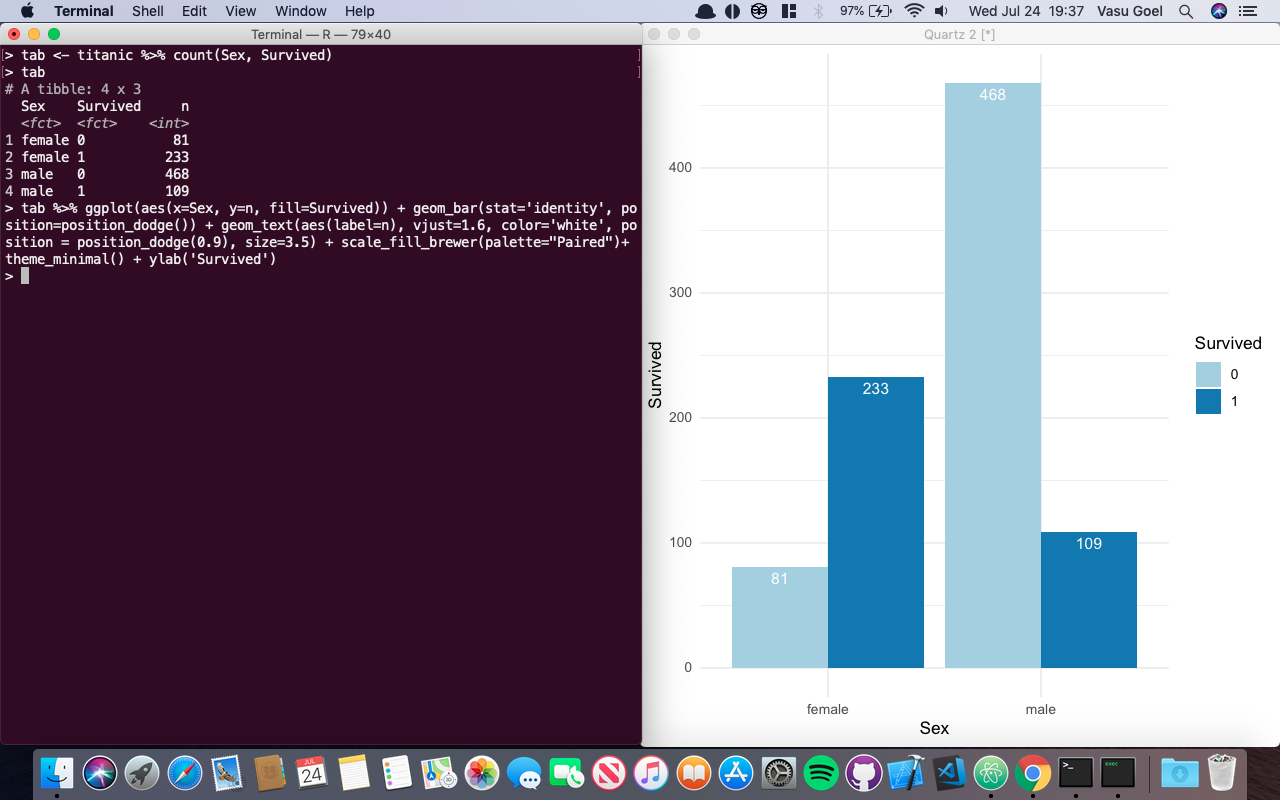 Terminal Shell Edit View Window Help 97% Wed Jul 24 19:37 Vasu Goel
Terminal — R — 79×40
[> tab <- titanic %>% count(Sex, Survived) ]
[> tab ]
# A tibble: 4 x 3
  Sex    Survived     n
  <fct>  <fct>    <int>
1 female 0           81
2 female 1          233
3 male   0          468
4 male   1          109
> tab %>% ggplot(aes(x=Sex, y=n, fill=Survived)) + geom_bar(stat='identity', po
sition=position_dodge()) + geom_text(aes(label=n), vjust=1.6, color='white', po
sition = position_dodge(0.9), size=3.5) + scale_fill_brewer(palette="Paired")+
theme_minimal() + ylab('Survived')
>
Quartz 2 [*]
468
400
300
Survived
Survived
0
233
1
200
100
109
81
0
female male
Sex
JUL
24
>_
exec